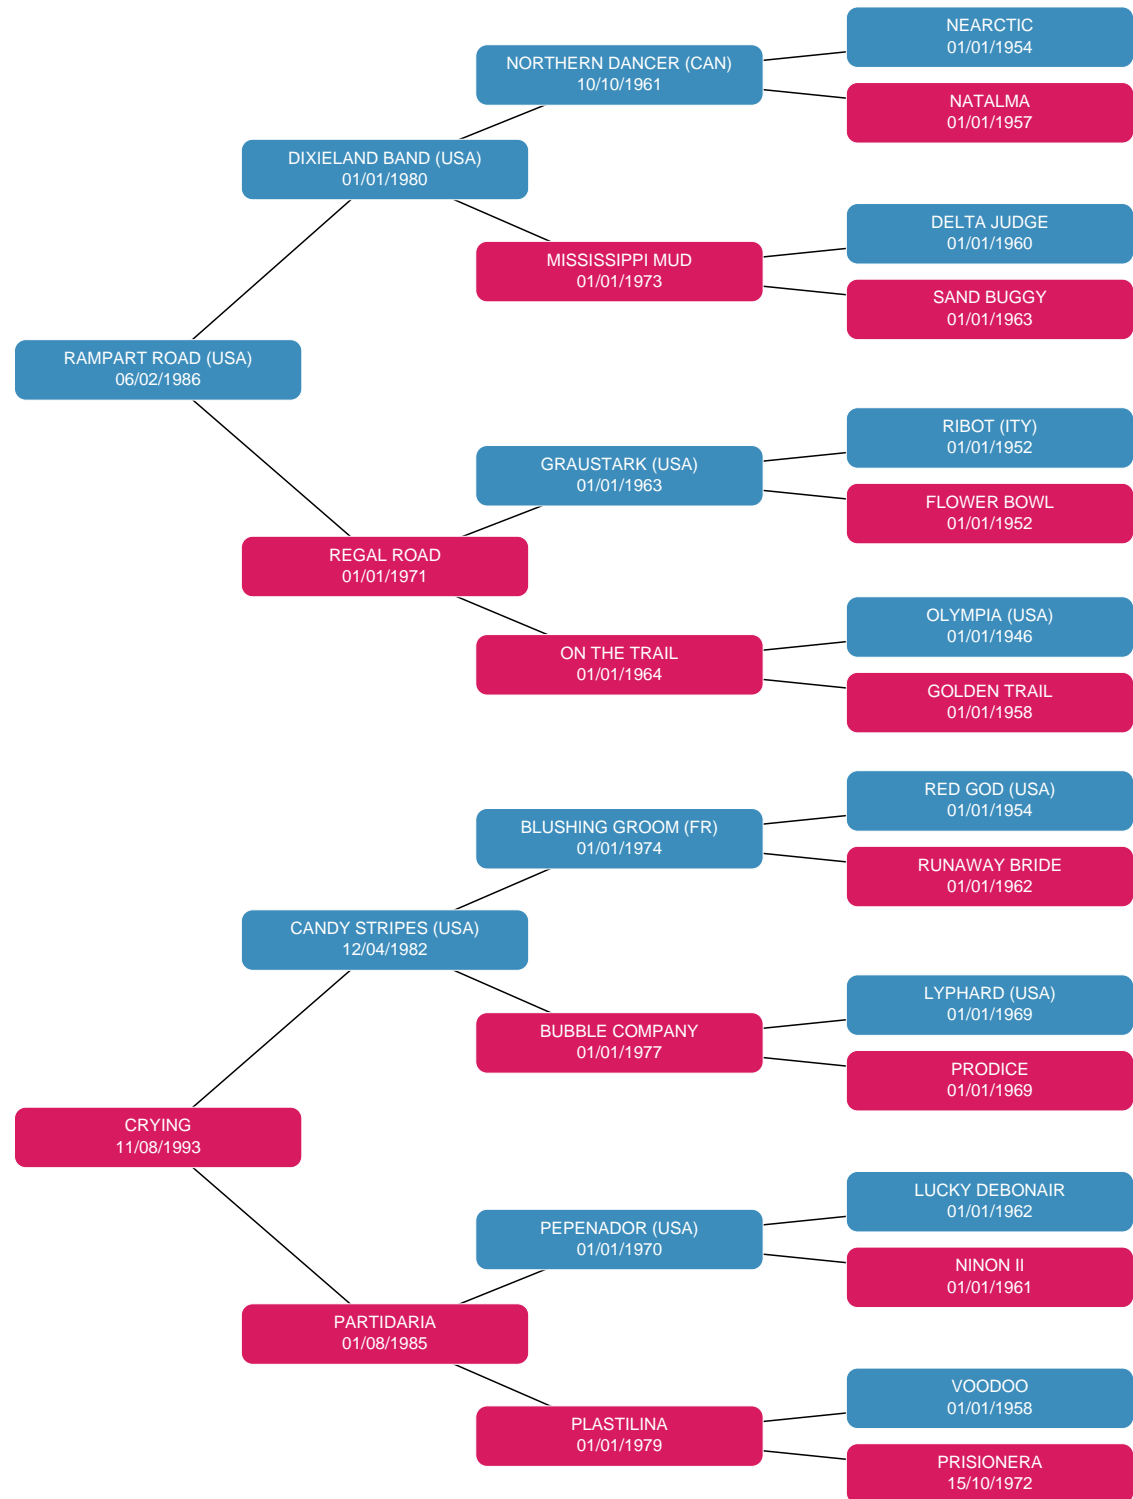 NEARCTIC
01/01/1954
NORTHERN DANCER (CAN)
10/10/1961
NATALMA
01/01/1957
DIXIELAND BAND (USA)
01/01/1980
DELTA JUDGE
01/01/1960
MISSISSIPPI MUD
01/01/1973
SAND BUGGY
01/01/1963
RAMPART ROAD (USA)
06/02/1986
RIBOT (ITY)
01/01/1952
GRAUSTARK (USA)
01/01/1963
FLOWER BOWL
01/01/1952
REGAL ROAD
01/01/1971
OLYMPIA (USA)
01/01/1946
ON THE TRAIL
01/01/1964
GOLDEN TRAIL
01/01/1958
RED GOD (USA)
01/01/1954
BLUSHING GROOM (FR)
01/01/1974
RUNAWAY BRIDE
01/01/1962
CANDY STRIPES (USA)
12/04/1982
LYPHARD (USA)
01/01/1969
BUBBLE COMPANY
01/01/1977
PRODICE
01/01/1969
CRYING
11/08/1993
LUCKY DEBONAIR
01/01/1962
PEPENADOR (USA)
01/01/1970
NINON II
01/01/1961
PARTIDARIA
01/08/1985
VOODOO
01/01/1958
PLASTILINA
01/01/1979
PRISIONERA
15/10/1972